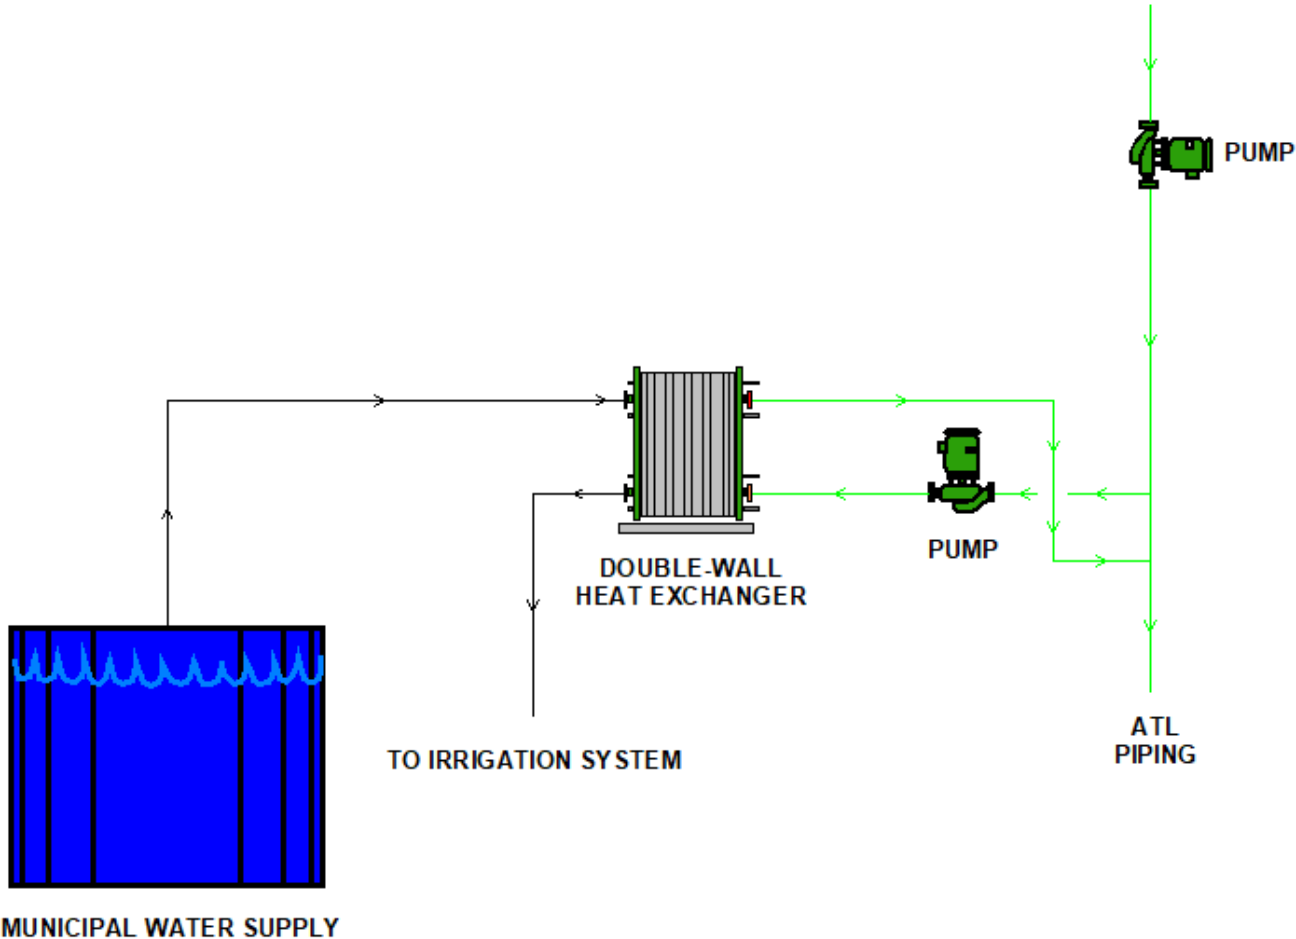 PUMP
PUMP
DOUBLE-WALL
HEAT EXCHANGER
ATL
PIPING
TO IRRIGATION SYSTEM
MUNICIPAL WATER SUPPLY